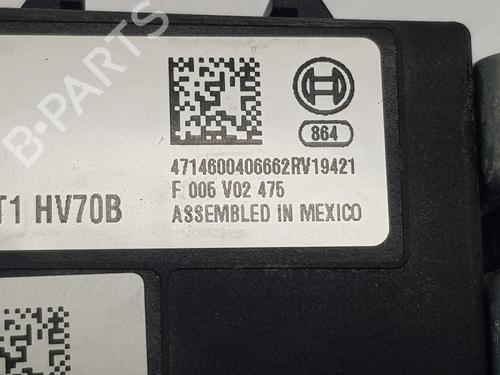 B-PARTS
864
4714600406662RV19421
F 005 V02 475
T1 HV70B
ASSEMBLED IN MEXICO